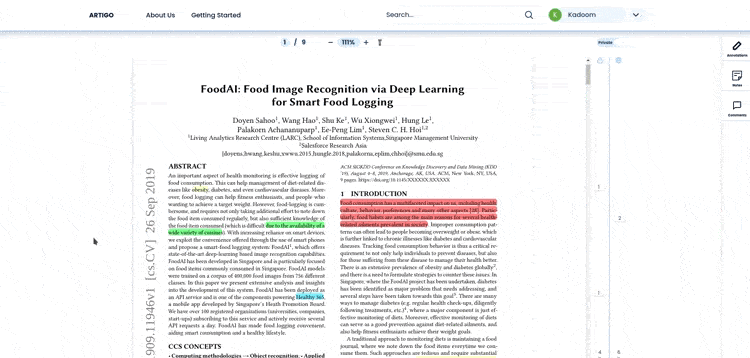 ARTIGO About Us Getting Started Search... K Kadoom
1 / 9 − 111% +
Private
Annotations
Notes
Comments
FoodAI: Food Image Recognition via Deep Learning
for Smart Food Logging
Doyen Sahoo1, Wang Hao1, Shu Ke1, Wu Xiongwei1, Hung Le1,
Palakorn Achananuparp1, Ee-Peng Lim1, Steven C. H. Hoi1,2
1Living Analytics Research Centre (LARC), School of Information Systems, Singapore Management University
2Salesforce Research Asia
{doyens,hwang,keshu,xwwu.2015,hungle.2018,palakorna,eplim,chhoi}@smu.edu.sg
909.11946v1 [cs.CV] 26 Sep 2019
ABSTRACT
An important aspect of health monitoring is effective logging of
food consumption. This can help management of diet-related dis-
eases like obesity, diabetes, and even cardiovascular diseases. More-
over, food logging can help fitness enthusiasts, and people who
wanting to achieve a target weight. However, food-logging is cum-
bersome, and requires not only taking additional effort to note down
the food item consumed regularly, but also sufficient knowledge of
the food item consumed (which is difficult due to the availability of a
wide variety of cuisines). With increasing reliance on smart devices,
we exploit the convenience offered through the use of smart phones
and propose a smart-food logging system: FoodAI1, which offers
state-of-the-art deep-learning based image recognition capabilities.
FoodAI has been developed in Singapore and is particularly focused
on food items commonly consumed in Singapore. FoodAI models
were trained on a corpus of 400,000 food images from 756 different
classes. In this paper we present extensive analysis and insights
into the development of this system. FoodAI has been deployed as
an API service and is one of the components powering Healthy 365,
a mobile app developed by Singapore's Heath Promotion Board.
We have over 100 registered organizations (universities, companies,
start-ups) subscribing to this service and actively receive several
API requests a day. FoodAI has made food logging convenient,
aiding smart consumption and a healthy lifestyle.
CCS CONCEPTS
• Computing methodologies → Object recognition. • Applied
ACM SIGKDD Conference on Knowledge Discovery and Data Mining (KDD
'19), August 4–8, Anchorage, AK, USA. ACM, New York, NY, USA,
9 pages. https://doi.org/10.1145/XXXXXX.XXXXXX
1 INTRODUCTION
Food consumption has a multifaceted impact on us, including health
culture, behavior, preferences and many other aspects [28]. Partic-
ularly, food habits are among the main reasons for several health-
related ailments prevalent in society. Improper consumption pat-
terns can often lead to people becoming overweight or obese, which
is further linked to chronic illnesses like diabetes and cardiovascular
diseases. Tracking food consumption behavior is thus a critical re-
quirement to not only help individuals to prevent diseases, but also
for those suffering from these disease to manage their health better.
There is an extensive prevalence of obesity and diabetes globally2,
and there is a need to formulate strategies to counter these issues. In
Singapore, where the FoodAI project has been undertaken, diabetes
has been identified as major problem that needs addressing, and
several steps have been taken towards this goal3. There are many
ways to manage diabetes (e.g. regular health check-ups, diligently
following treatments, etc.)4, where a major component is just ef-
fective monitoring of diets. Moreover, effective monitoring of diets
can serve as a good prevention against diet-related ailments, and
also help fitness enthusiasts maintain a healthy lifestyle.
A traditional approach to monitoring diets is maintaining a food
journal, where we note down the food items everytime we con-
sume them. Such approaches are tedious and require substantial
1
2